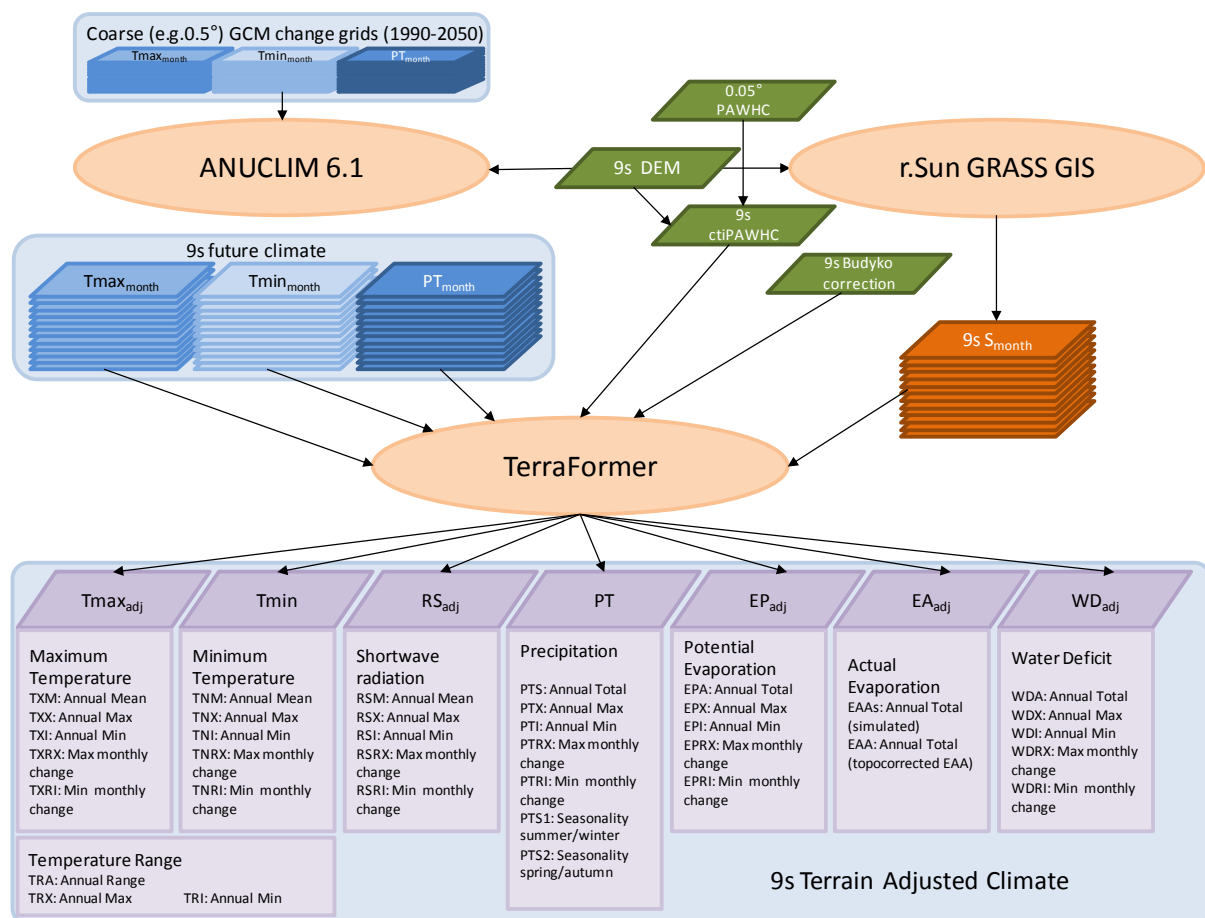 Coarse (e.g.0.5°) GCM change grids (1990-2050)
Tmaxmonth
Tminmonth
PTmonth
0.05°
PAWHC
ANUCLIM 6.1
9s DEM
r.Sun GRASS GIS
9s
ctiPAWHC
9s future climate
Tmaxmonth
Tminmonth
PTmonth
9s Budyko
correction
9s Smonth
TerraFormer
Tmaxadj
Tmin
RSadj
PT
EPadj
EAadj
WDadj
Maximum
Temperature
TXM: Annual Mean
TXX: Annual Max
TXI: Annual Min
TXRX: Max monthly
change
TXRI: Min monthly
change
Minimum
Temperature
TNM: Annual Mean
TNX: Annual Max
TNI: Annual Min
TNRX: Max monthly
change
TNRI: Min monthly
change
Shortwave
radiation
RSM: Annual Mean
RSX: Annual Max
RSI: Annual Min
RSRX: Max monthly
change
RSRI: Min monthly
change
Precipitation
PTS: Annual Total
PTX: Annual Max
PTI: Annual Min
PTRX: Max monthly
change
PTRI: Min monthly
change
PTS1: Seasonality
summer/winter
PTS2: Seasonality
spring/autumn
Potential
Evaporation
EPA: Annual Total
EPX: Annual Max
EPI: Annual Min
EPRX: Max monthly
change
EPRI: Min monthly
change
Actual
Evaporation
EAAs: Annual Total
(simulated)
EAA: Annual Total
(topocorrected EAA)
Water Deficit
WDA: Annual Total
WDX: Annual Max
WDI: Annual Min
WDRX: Max monthly
change
WDRI: Min monthly
change
Temperature Range
TRA: Annual Range
TRX: Annual Max TRI: Annual Min
9s Terrain Adjusted Climate